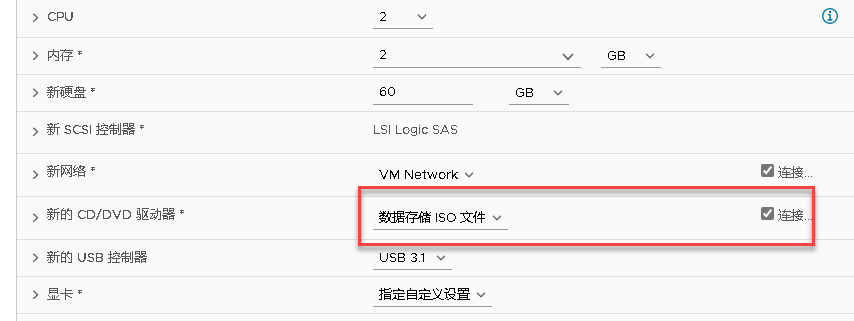 CPU 2
内存 * 2 GB
新硬盘 * 60 GB
新 SCSI 控制器 * LSI Logic SAS
新网络 * VM Network 连接...
新的 CD/DVD 驱动器 * 数据存储 ISO 文件 连接...
新的 USB 控制器 USB 3.1
显卡 * 指定自定义设置